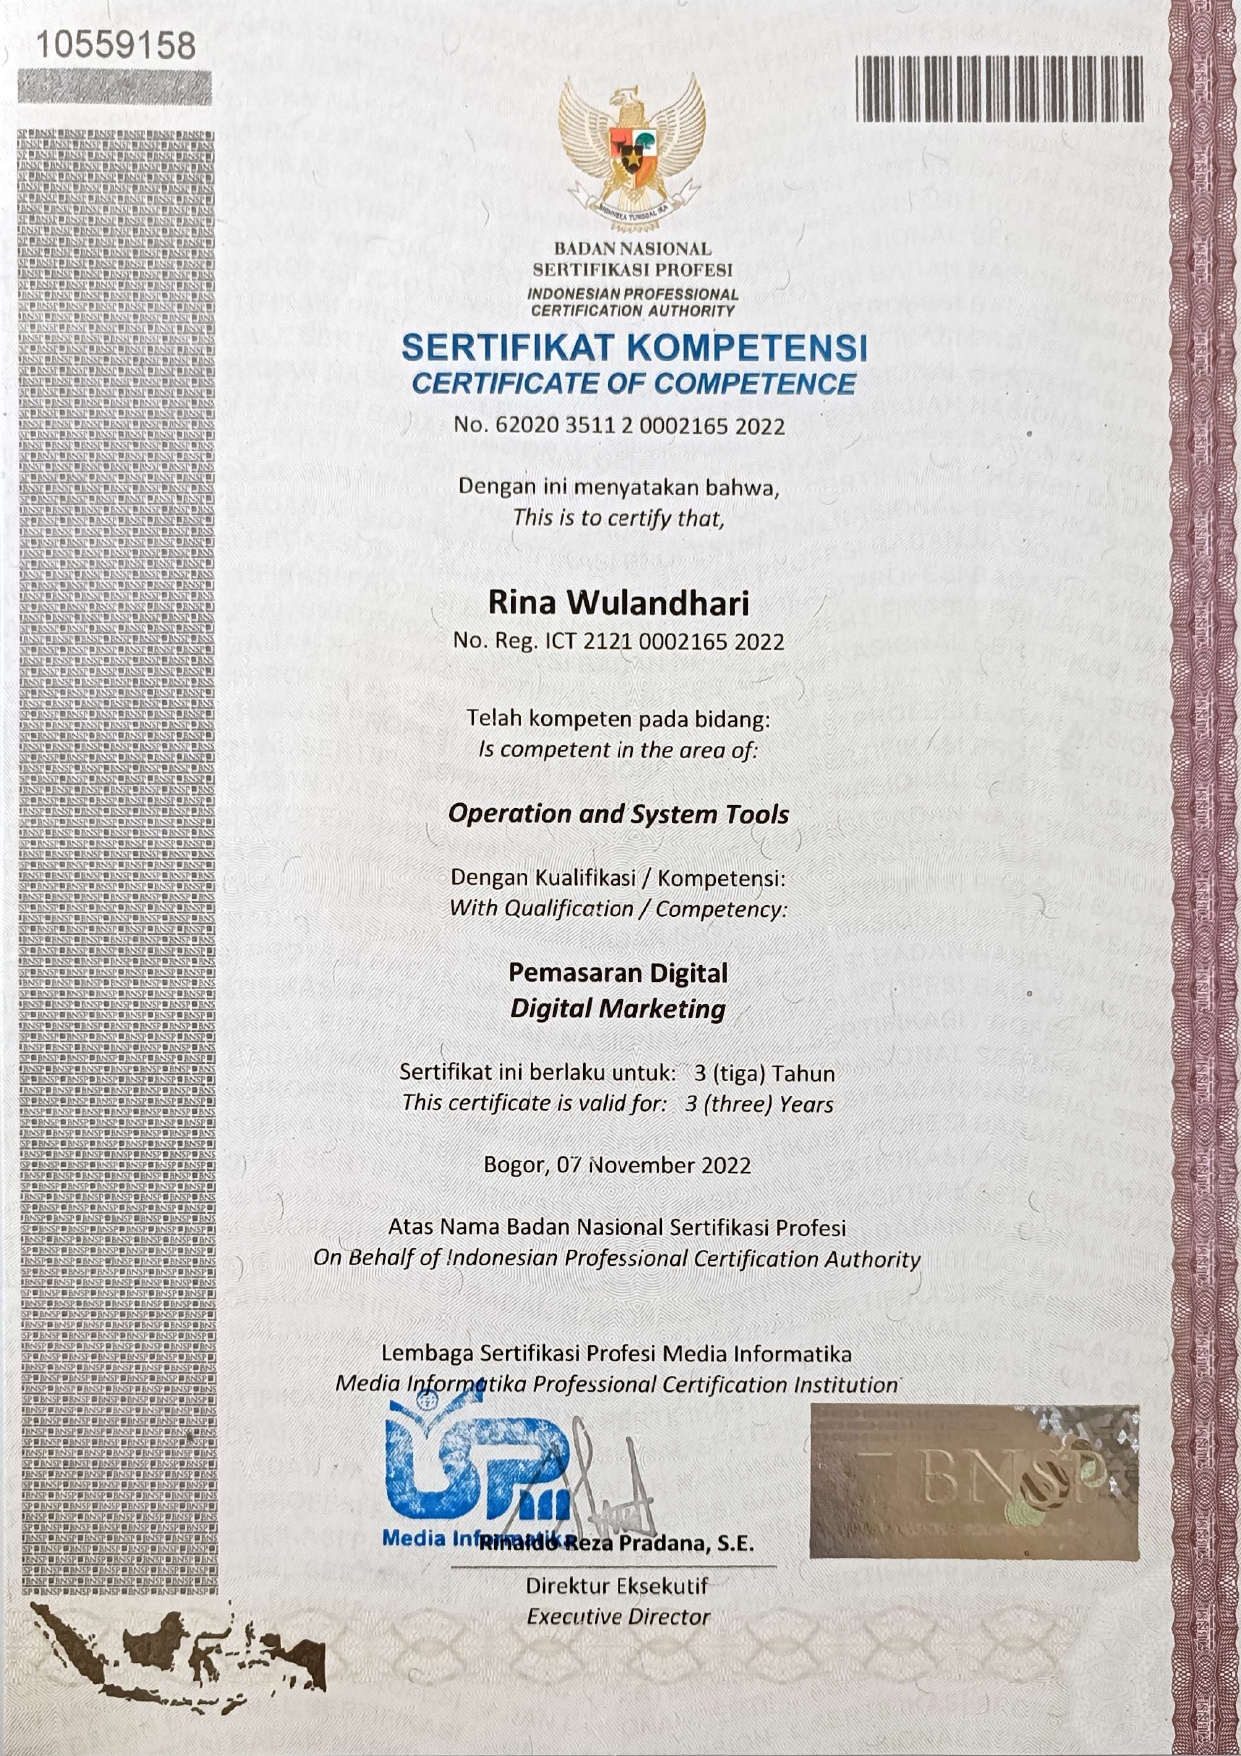 10559158
BHINNEKA TUNGGAL IKA
BADAN NASIONAL
SERTIFIKASI PROFESI
INDONESIAN PROFESSIONAL
CERTIFICATION AUTHORITY
SERTIFIKAT KOMPETENSI
CERTIFICATE OF COMPETENCE
No. 62020 3511 2 0002165 2022
Dengan ini menyatakan bahwa,
This is to certify that,
Rina Wulandhari
No. Reg. ICT 2121 0002165 2022
Telah kompeten pada bidang:
Is competent in the area of:
Operation and System Tools
Dengan Kualifikasi / Kompetensi:
With Qualification / Competency:
Pemasaran Digital
Digital Marketing
Sertifikat ini berlaku untuk: 3 (tiga) Tahun
This certificate is valid for: 3 (three) Years
Bogor, 07 November 2022
Atas Nama Badan Nasional Sertifikasi Profesi
On Behalf of Indonesian Professional Certification Authority
Lembaga Sertifikasi Profesi Media Informatika
Media Informatika Professional Certification Institution
BNSP
Media Informatika
Rinaldo Reza Pradana, S.E.
Direktur Eksekutif
Executive Director